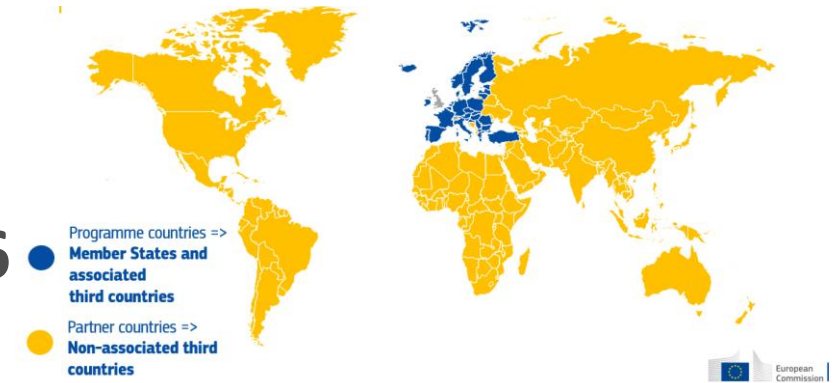 s
Programme countries =>
Member States and
associated
third countries
Partner countries =>
Non-associated third
countries
European
Commission